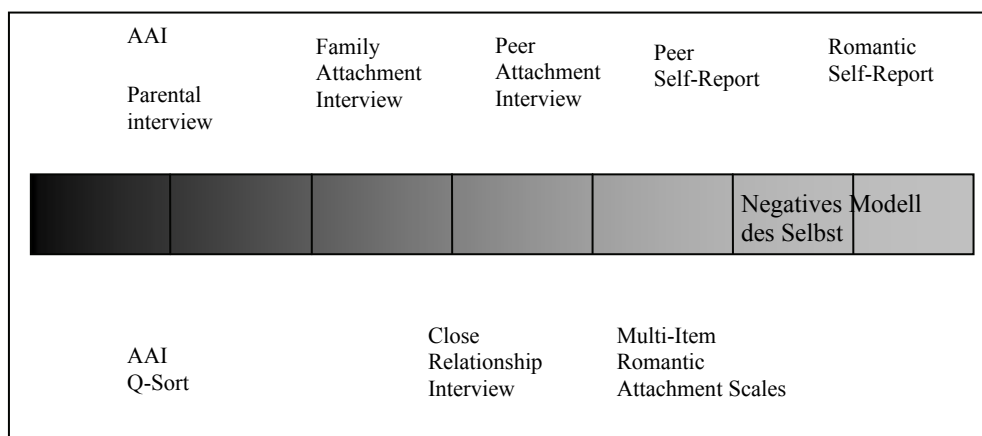 AAI
Parental
interview
Family
Attachment
Interview
Peer
Attachment
Interview
Peer
Self-Report
Romantic
Self-Report
Negatives Modell
des Selbst
AAI
Q-Sort
Close
Relationship
Interview
Multi-Item
Romantic
Attachment Scales